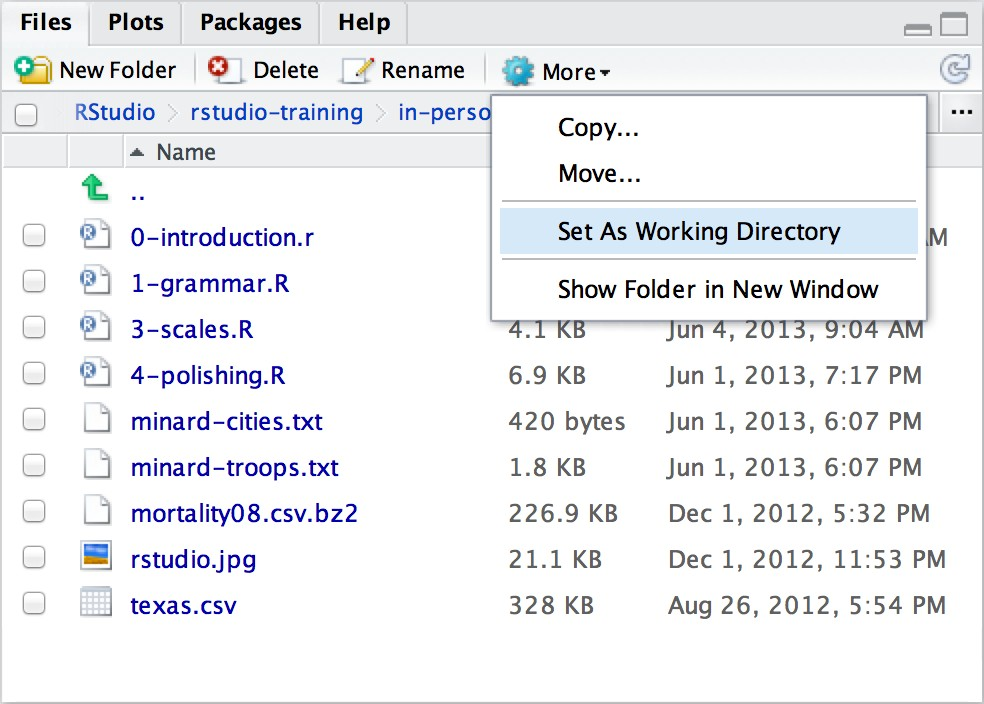 Files Plots Packages Help
New Folder Delete Rename More
RStudio rstudio-training in-perso ...
Name
Copy...
Move...
Set As Working Directory
Show Folder in New Window
..
0-introduction.r AM
1-grammar.R
3-scales.R 4.1 KB Jun 4, 2013, 9:04 AM
4-polishing.R 6.9 KB Jun 1, 2013, 7:17 PM
minard-cities.txt 420 bytes Jun 1, 2013, 6:07 PM
minard-troops.txt 1.8 KB Jun 1, 2013, 6:07 PM
mortality08.csv.bz2 226.9 KB Dec 1, 2012, 5:32 PM
rstudio.jpg 21.1 KB Dec 1, 2012, 11:53 PM
texas.csv 328 KB Aug 26, 2012, 5:54 PM